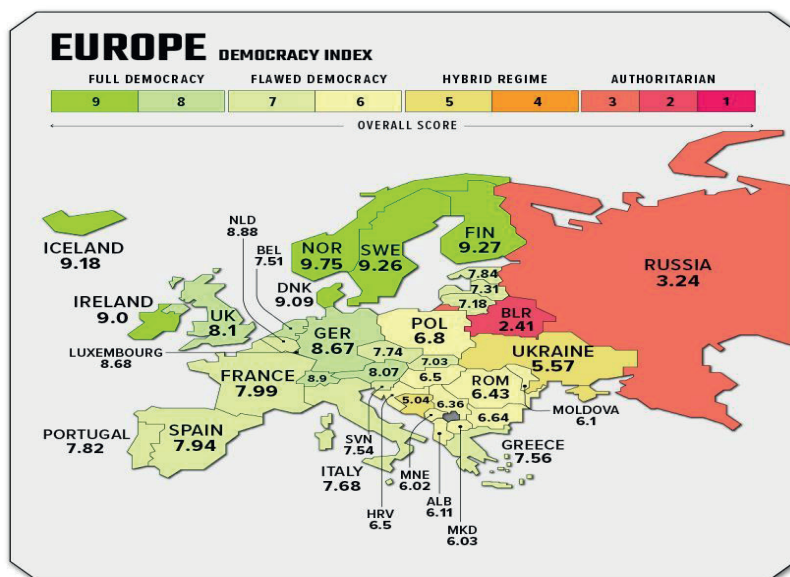 EUROPE DEMOCRACY INDEX
FULL DEMOCRACY FLAWED DEMOCRACY HYBRID REGIME AUTHORITARIAN
9 8 7 6 5 4 3 2 1
OVERALL SCORE
ICELAND
9.18
NLD
8.88
BEL
7.51
NOR
9.75
SWE
9.26
FIN
9.27
RUSSIA
3.24
DNK
9.09
7.84
7.31
7.18
IRELAND
9.0
UK
8.1
BLR
2.41
POL
6.8
GER
8.67
LUXEMBOURG
8.68
UKRAINE
5.57
7.74
7.03
FRANCE
7.99
8.9
8.07
6.5
ROM
6.43
MOLDOVA
6.1
5.04
6.36
6.64
PORTUGAL
7.82
SPAIN
7.94
SVN
7.54
ITALY
7.68
GREECE
7.56
MNE
6.02
HRV
6.5
ALB
6.11
MKD
6.03